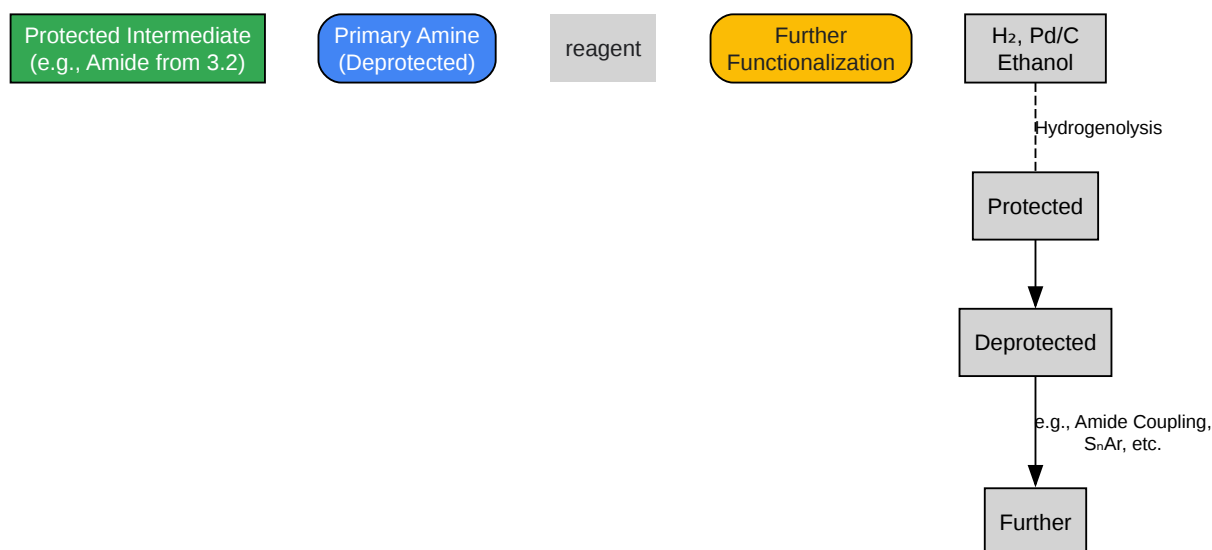 Protected Intermediate
(e.g., Amide from 3.2)
Primary Amine
(Deprotected)
reagent
Further
Functionalization
H₂, Pd/C
Ethanol
Hydrogenolysis
Protected
Deprotected
e.g., Amide Coupling,
SₙAr, etc.
Further